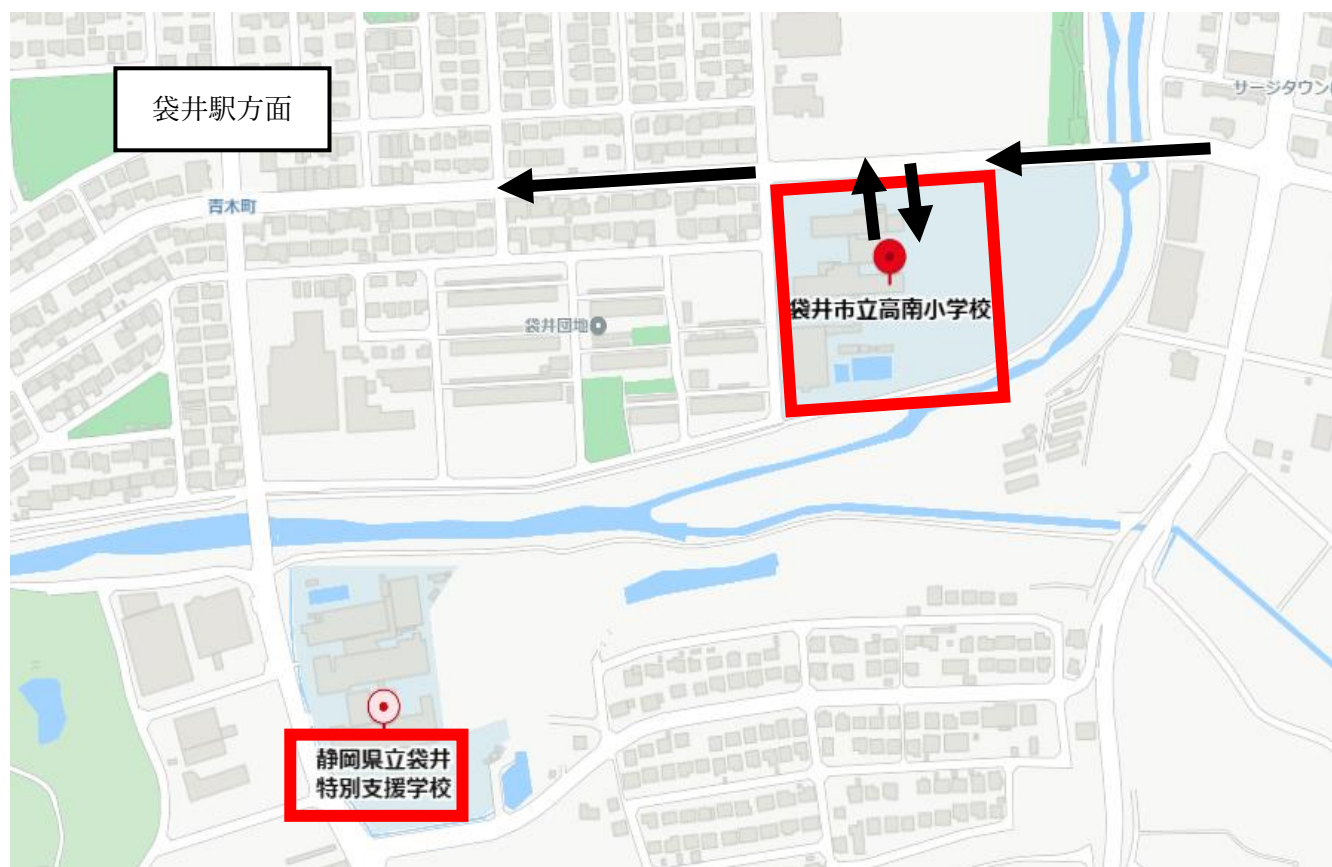 サージタウン
袋井駅方面
青木町
袋井市立高南小学校
袋井団地
静岡県立袋井
特別支援学校